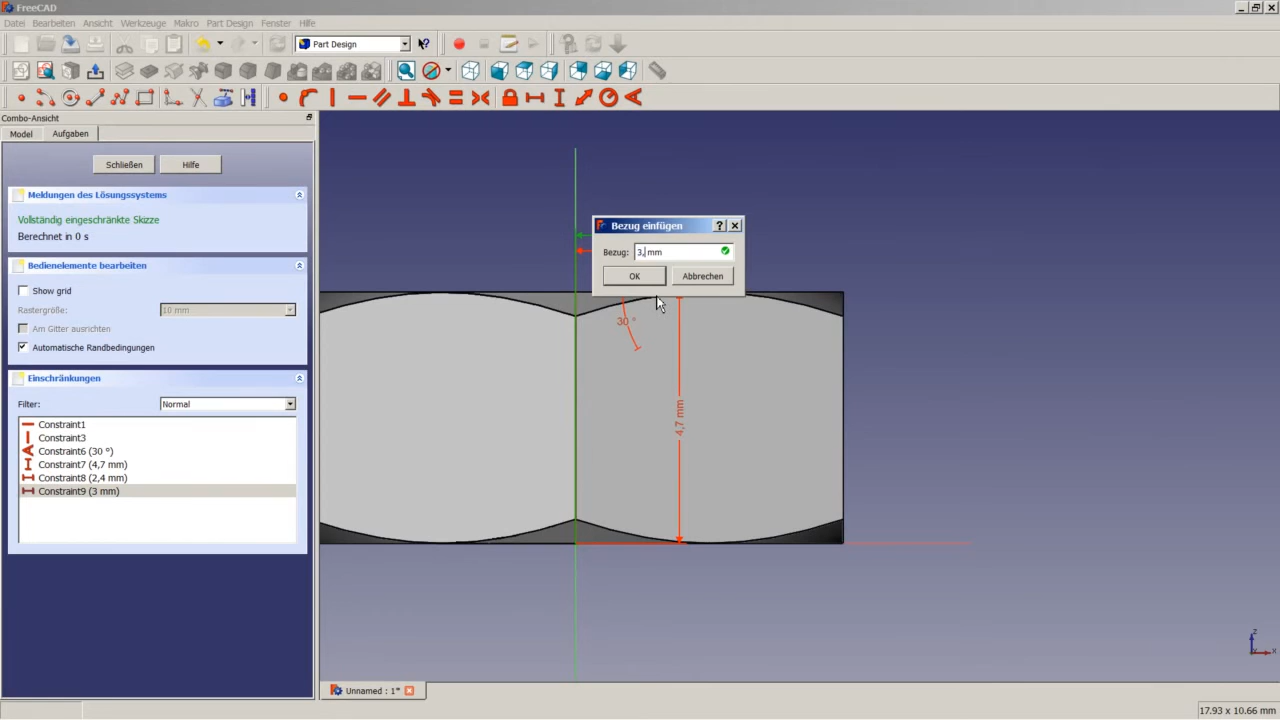 FreeCAD
Datei Bearbeiten Ansicht Werkzeuge Makro Part Design Fenster Hilfe
Part Design
Combo-Ansicht
Model Aufgaben
Schließen Hilfe
Meldungen des Lösungssystems
Vollständig eingeschränkte Skizze
Berechnet in 0 s
Bedienelemente bearbeiten
Show grid
Rastergröße: 10 mm
Am Gitter ausrichten
Automatische Randbedingungen
Einschränkungen
Filter: Normal
Constraint1
Constraint3
Constraint6 (30 °)
Constraint7 (4,7 mm)
Constraint8 (2,4 mm)
Constraint9 (3 mm)
Bezug einfügen
Bezug: 3, mm
OK Abbrechen
30 °
4,7 mm
z
x
Unnamed : 1*
17.93 x 10.66 mm